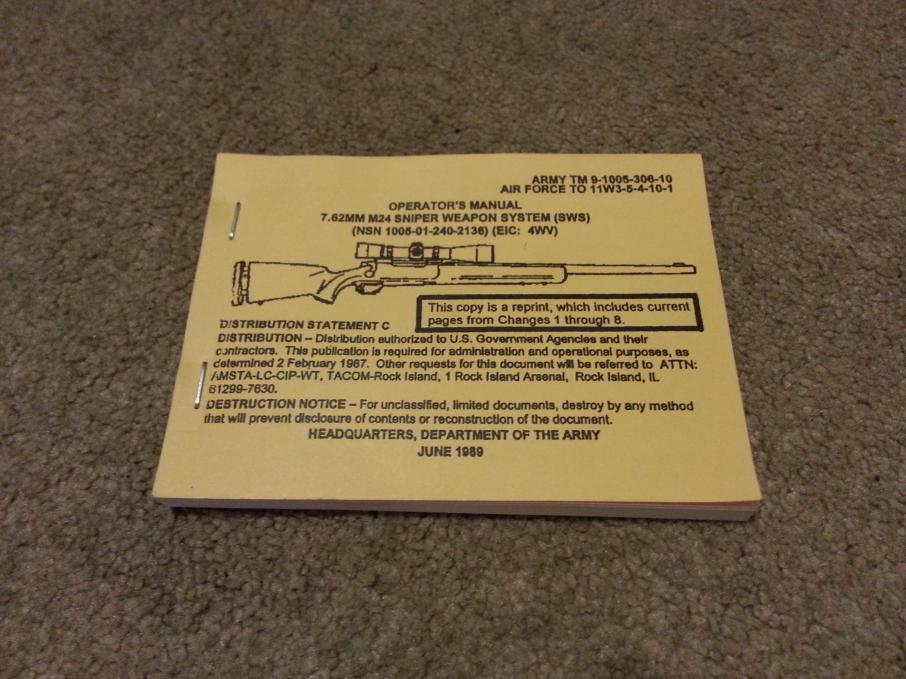 ARMY TM 9-1005-306-10
AIR FORCE TO 11W3-5-4-10-1
OPERATOR'S MANUAL
7.62MM M24 SNIPER WEAPON SYSTEM (SWS)
(NSN 1005-01-240-2136) (EIC: 4WV)
This copy is a reprint, which includes current
pages from Changes 1 through 8.
DISTRIBUTION STATEMENT C
DISTRIBUTION – Distribution authorized to U.S. Government Agencies and their
contractors. This publication is required for administration and operational purposes, as
determined 2 February 1987. Other requests for this document will be referred to ATTN:
AMSTA-LC-CIP-WT, TACOM-Rock Island, 1 Rock Island Arsenal, Rock Island, IL
61299-7630.
DESTRUCTION NOTICE – For unclassified, limited documents, destroy by any method
that will prevent disclosure of contents or reconstruction of the document.
HEADQUARTERS, DEPARTMENT OF THE ARMY
JUNE 1989